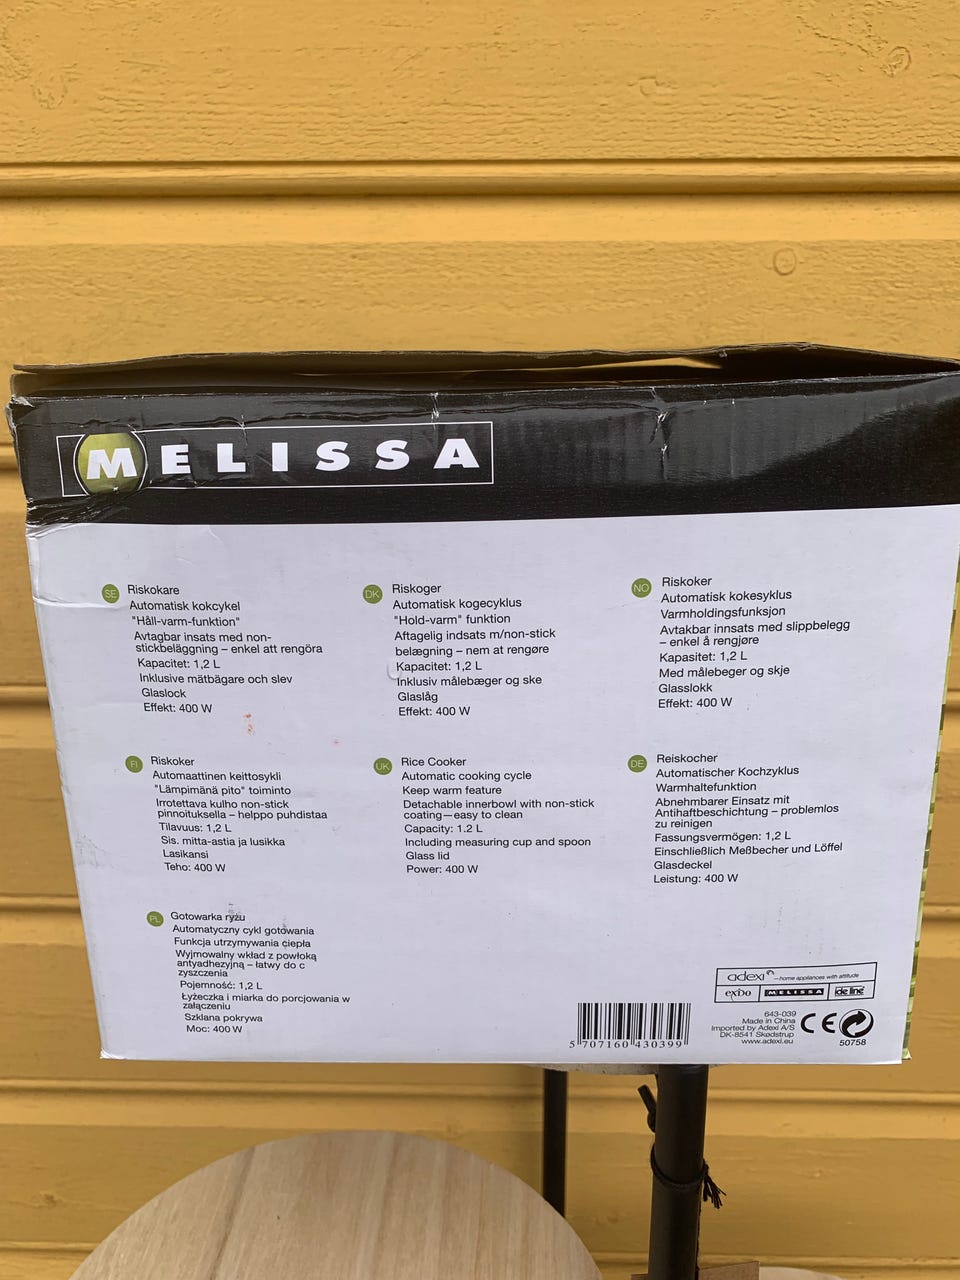 MELISSA
SE Riskokare
Automatisk kokcykel
"Håll-varm-funktion"
Avtagbar insats med non-
stickbeläggning – enkel att rengöra
Kapacitet: 1,2 L
Inklusive mätbägare och slev
Glaslock
Effekt: 400 W
DK Riskoger
Automatisk kogecyklus
"Hold-varm" funktion
Aftagelig indsats m/non-stick
belægning – nem at rengøre
Kapacitet: 1,2 L
Inklusiv målebæger og ske
Glaslåg
Effekt: 400 W
NO Riskoker
Automatisk kokesyklus
Varmholdingsfunksjon
Avtakbar innsats med slippbelegg
– enkel å rengjøre
Kapasitet: 1,2 L
Med målebeger og skje
Glasslokk
Effekt: 400 W
FI Riskoker
Automaattinen keittosykli
"Lämpimänä pito" toiminto
Irrotettava kulho non-stick
pinnoituksella – helppo puhdistaa
Tilavuus: 1,2 L
Sis. mitta-astia ja lusikka
Lasikansi
Teho: 400 W
UK Rice Cooker
Automatic cooking cycle
Keep warm feature
Detachable innerbowl with non-stick
coating—easy to clean
Capacity: 1.2 L
Including measuring cup and spoon
Glass lid
Power: 400 W
DE Reiskocher
Automatischer Kochzyklus
Warmhaltefunktion
Abnehmbarer Einsatz mit
Antihaftbeschichtung – problemlos
zu reinigen
Fassungsvermögen: 1,2 L
Einschließlich Meßbecher und Löffel
Glasdeckel
Leistung: 400 W
PL Gotowarka ryżu
Automatyczny cykl gotowania
Funkcja utrzymywania ciepła
Wyjmowalny wkład z powłoką
antyadhezyjną – łatwy do c
zyszczenia
Pojemność: 1,2 L
Łyżeczka i miarka do porcjowania w
załączeniu
Szklana pokrywa
Moc: 400 W
adexi —home appliances with attitude
exido MELISSA ide line
643-039
Made in China
Imported by Adexi A/S
DK-8541 Skødstrup
www.adexi.eu
CE
50758
5 707160 430399